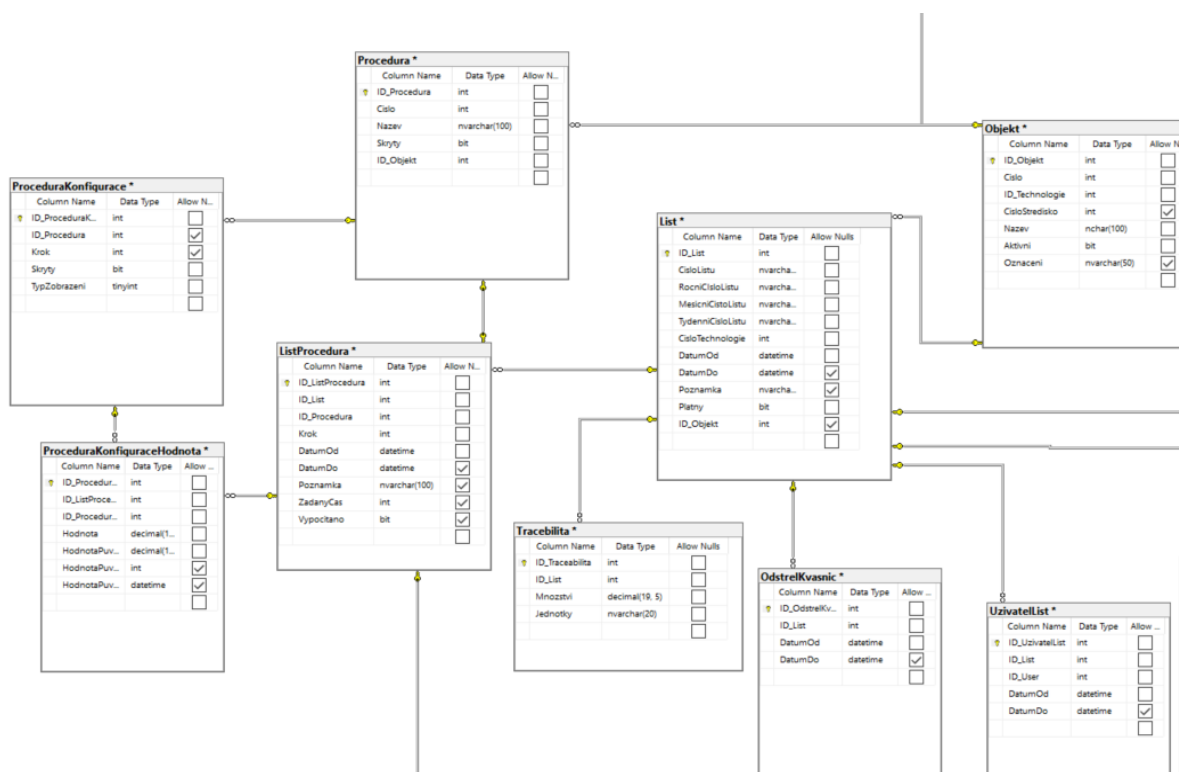 Procedura *
Column Name Data Type Allow N...
ID_Procedura int
Cislo int
Nazev nvarchar(100)
Skryty bit
ID_Objekt int
Objekt *
Column Name Data Type Allow N
ID_Objekt int
Cislo int
ID_Technologie int
CisloStredisko int
Nazev nchar(100)
Aktivni bit
Oznaceni nvarchar(50)
ProceduraKonfigurace *
Column Name Data Type Allow N...
ID_ProceduraK... int
ID_Procedura int
Krok int
Skryty bit
TypZobrazeni tinyint
List *
Column Name Data Type Allow Nulls
ID_List int
CisloListu nvarcha...
RocniCisloListu nvarcha...
MesicniCistoListu nvarcha...
TydenniCisloListu nvarcha...
CisloTechnologie int
DatumOd datetime
DatumDo datetime
Poznamka nvarcha...
Platny bit
ID_Objekt int
ListProcedura *
Column Name Data Type Allow N...
ID_ListProcedura int
ID_List int
ID_Procedura int
Krok int
DatumOd datetime
DatumDo datetime
Poznamka nvarchar(100)
ZadanyCas int
Vypocitano bit
ProceduraKonfiguraceHodnota *
Column Name Data Type Allow ...
ID_Procedur... int
ID_ListProce... int
ID_Procedur... int
Hodnota decimal(1...
HodnotaPuv... decimal(1...
HodnotaPuv... int
HodnotaPuv... datetime
Tracebilita *
Column Name Data Type Allow Nulls
ID_Traceabilita int
ID_List int
Mnozstvi decimal(19, 5)
Jednotky nvarchar(20)
OdstrelKvasnic *
Column Name Data Type Allow ...
ID_OdstrelKv... int
ID_List int
DatumOd datetime
DatumDo datetime
UzivatelList *
Column Name Data Type Allow ...
ID_UzivatelList int
ID_List int
ID_User int
DatumOd datetime
DatumDo datetime